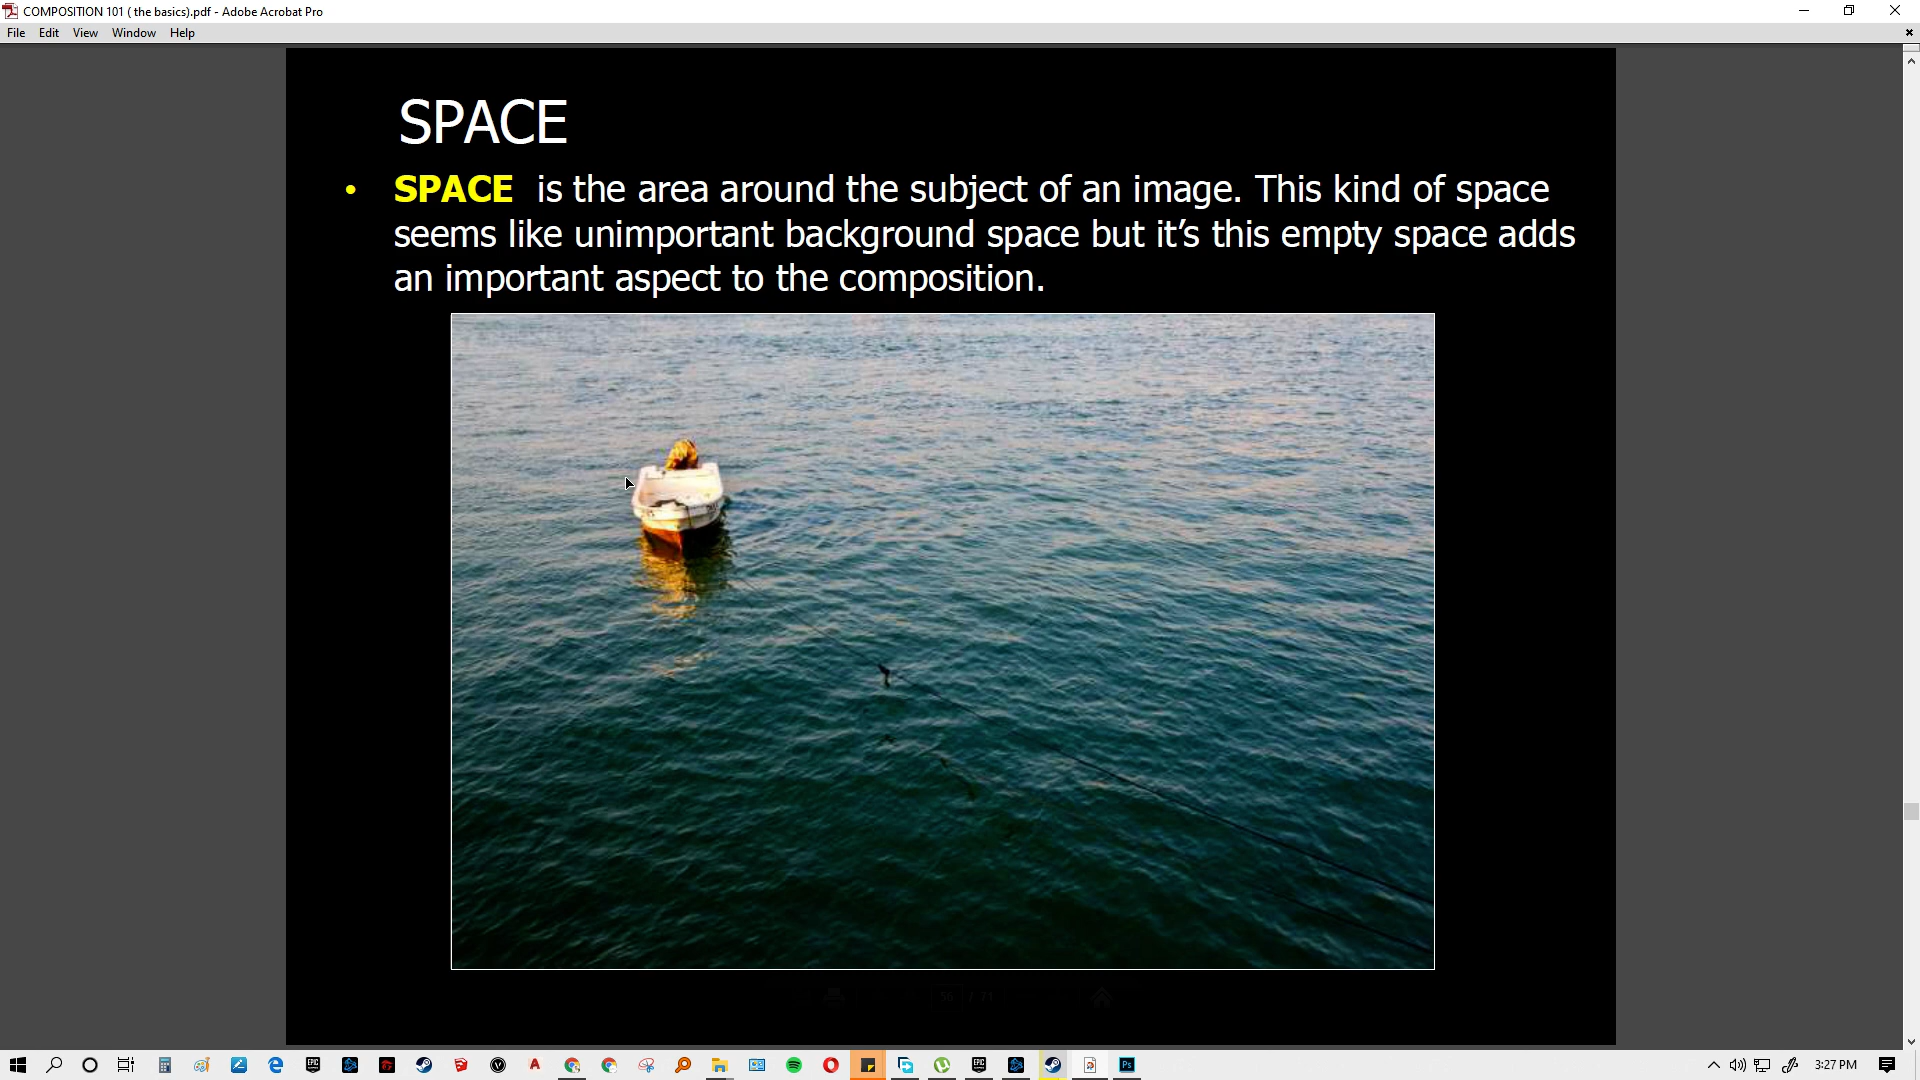 COMPOSITION 101 ( the basics).pdf - Adobe Acrobat Pro
File Edit View Window Help
SPACE
• SPACE is the area around the subject of an image. This kind of space
seems like unimportant background space but it’s this empty space adds
an important aspect to the composition.
56 / 71
3:27 PM